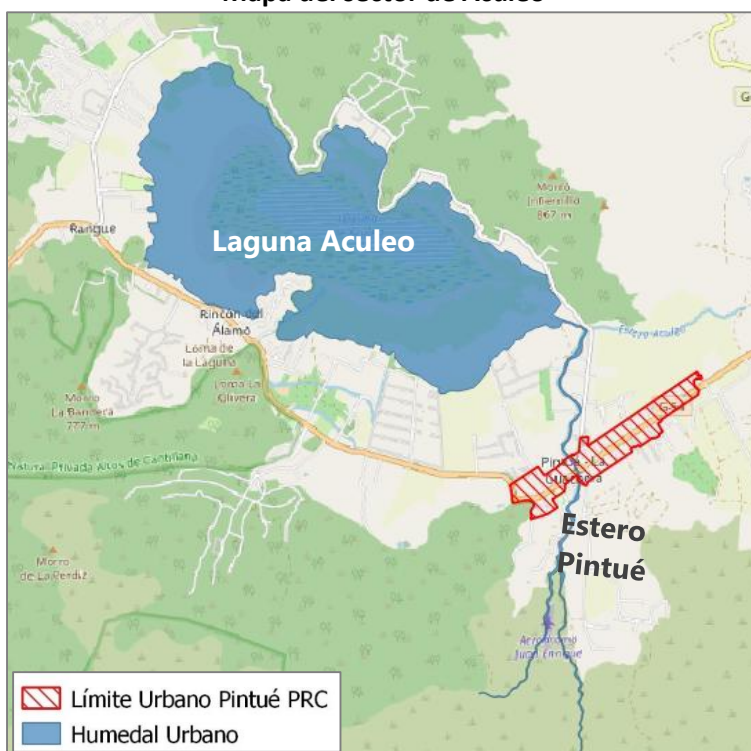 Mapa del sector de Aculeo
Laguna Aculeo
Morro
Infiernillo
867 m
Rangue
Estero Aculeo
Rincón del
Álamo
Loma de
la Laguna
Loma La
Olivera
Morro
La Bandera
777 m
G-54
Natural Privada Altos de Cantillana
Pintué - La
Estero
Pintué
Morro
de La Perdiz
Aeródromo
Juan Enrique
Límite Urbano Pintué PRC
Humedal Urbano